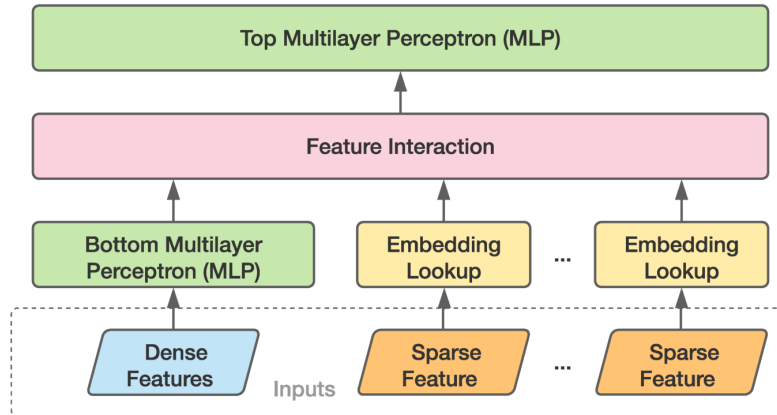 Top Multilayer Perceptron (MLP)
Feature Interaction
Bottom Multilayer
Perceptron (MLP)
Embedding
Lookup
...
Embedding
Lookup
Dense
Features
Inputs
Sparse
Feature
...
Sparse
Feature